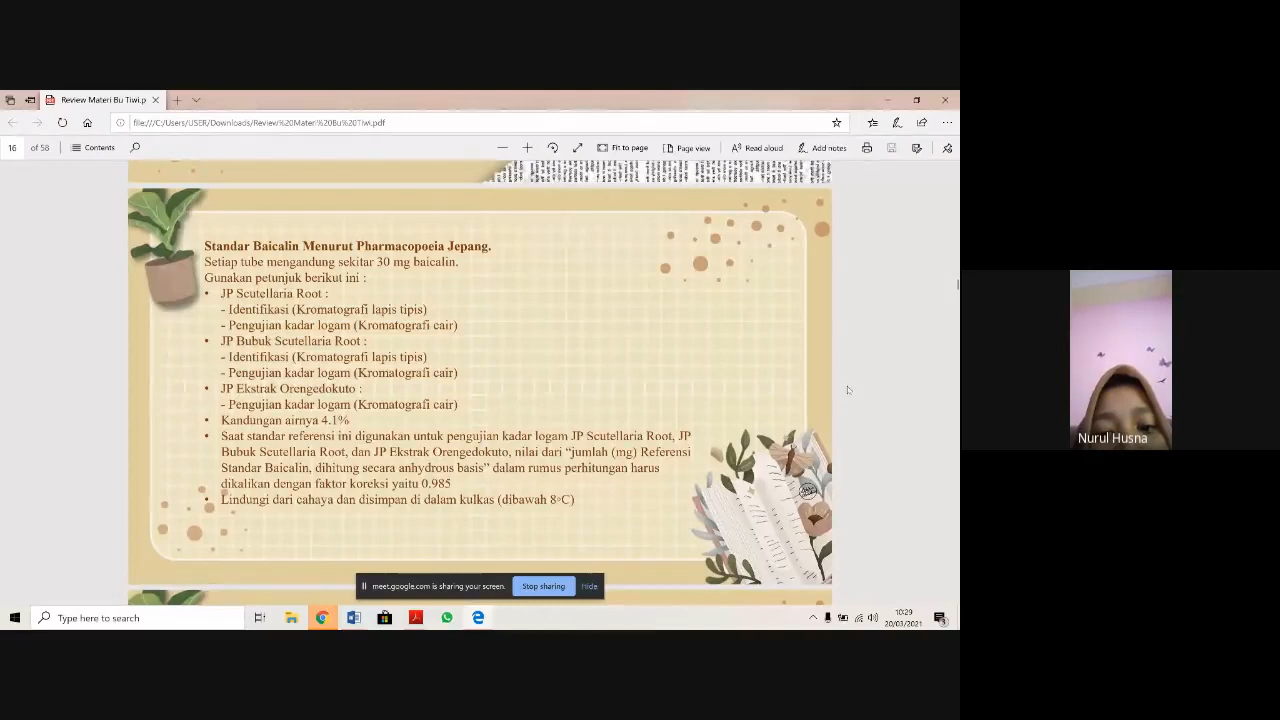 Review Materi Bu Tiwi.p
file:///C:/Users/USER/Downloads/Review%20Materi%20Bu%20Tiwi.pdf
16 of 58 Contents Fit to page Page view Read aloud Add notes
Standar Baicalin Menurut Pharmacopoeia Jepang.
Setiap tube mengandung sekitar 30 mg baicalin.
Gunakan petunjuk berikut ini :
• JP Scutellaria Root :
- Identifikasi (Kromatografi lapis tipis)
- Pengujian kadar logam (Kromatografi cair)
• JP Bubuk Scutellaria Root :
- Identifikasi (Kromatografi lapis tipis)
- Pengujian kadar logam (Kromatografi cair)
• JP Ekstrak Orengedokuto :
- Pengujian kadar logam (Kromatografi cair)
• Kandungan airnya 4.1%
• Saat standar referensi ini digunakan untuk pengujian kadar logam JP Scutellaria Root, JP
Bubuk Scutellaria Root, dan JP Ekstrak Orengedokuto, nilai dari “jumlah (mg) Referensi
Standar Baicalin, dihitung secara anhydrous basis” dalam rumus perhitungan harus
dikalikan dengan faktor koreksi yaitu 0.985
• Lindungi dari cahaya dan disimpan di dalam kulkas (dibawah 8◦C)
Nurul Husna
meet.google.com is sharing your screen. Stop sharing Hide
Type here to search
10:29
20/03/2021